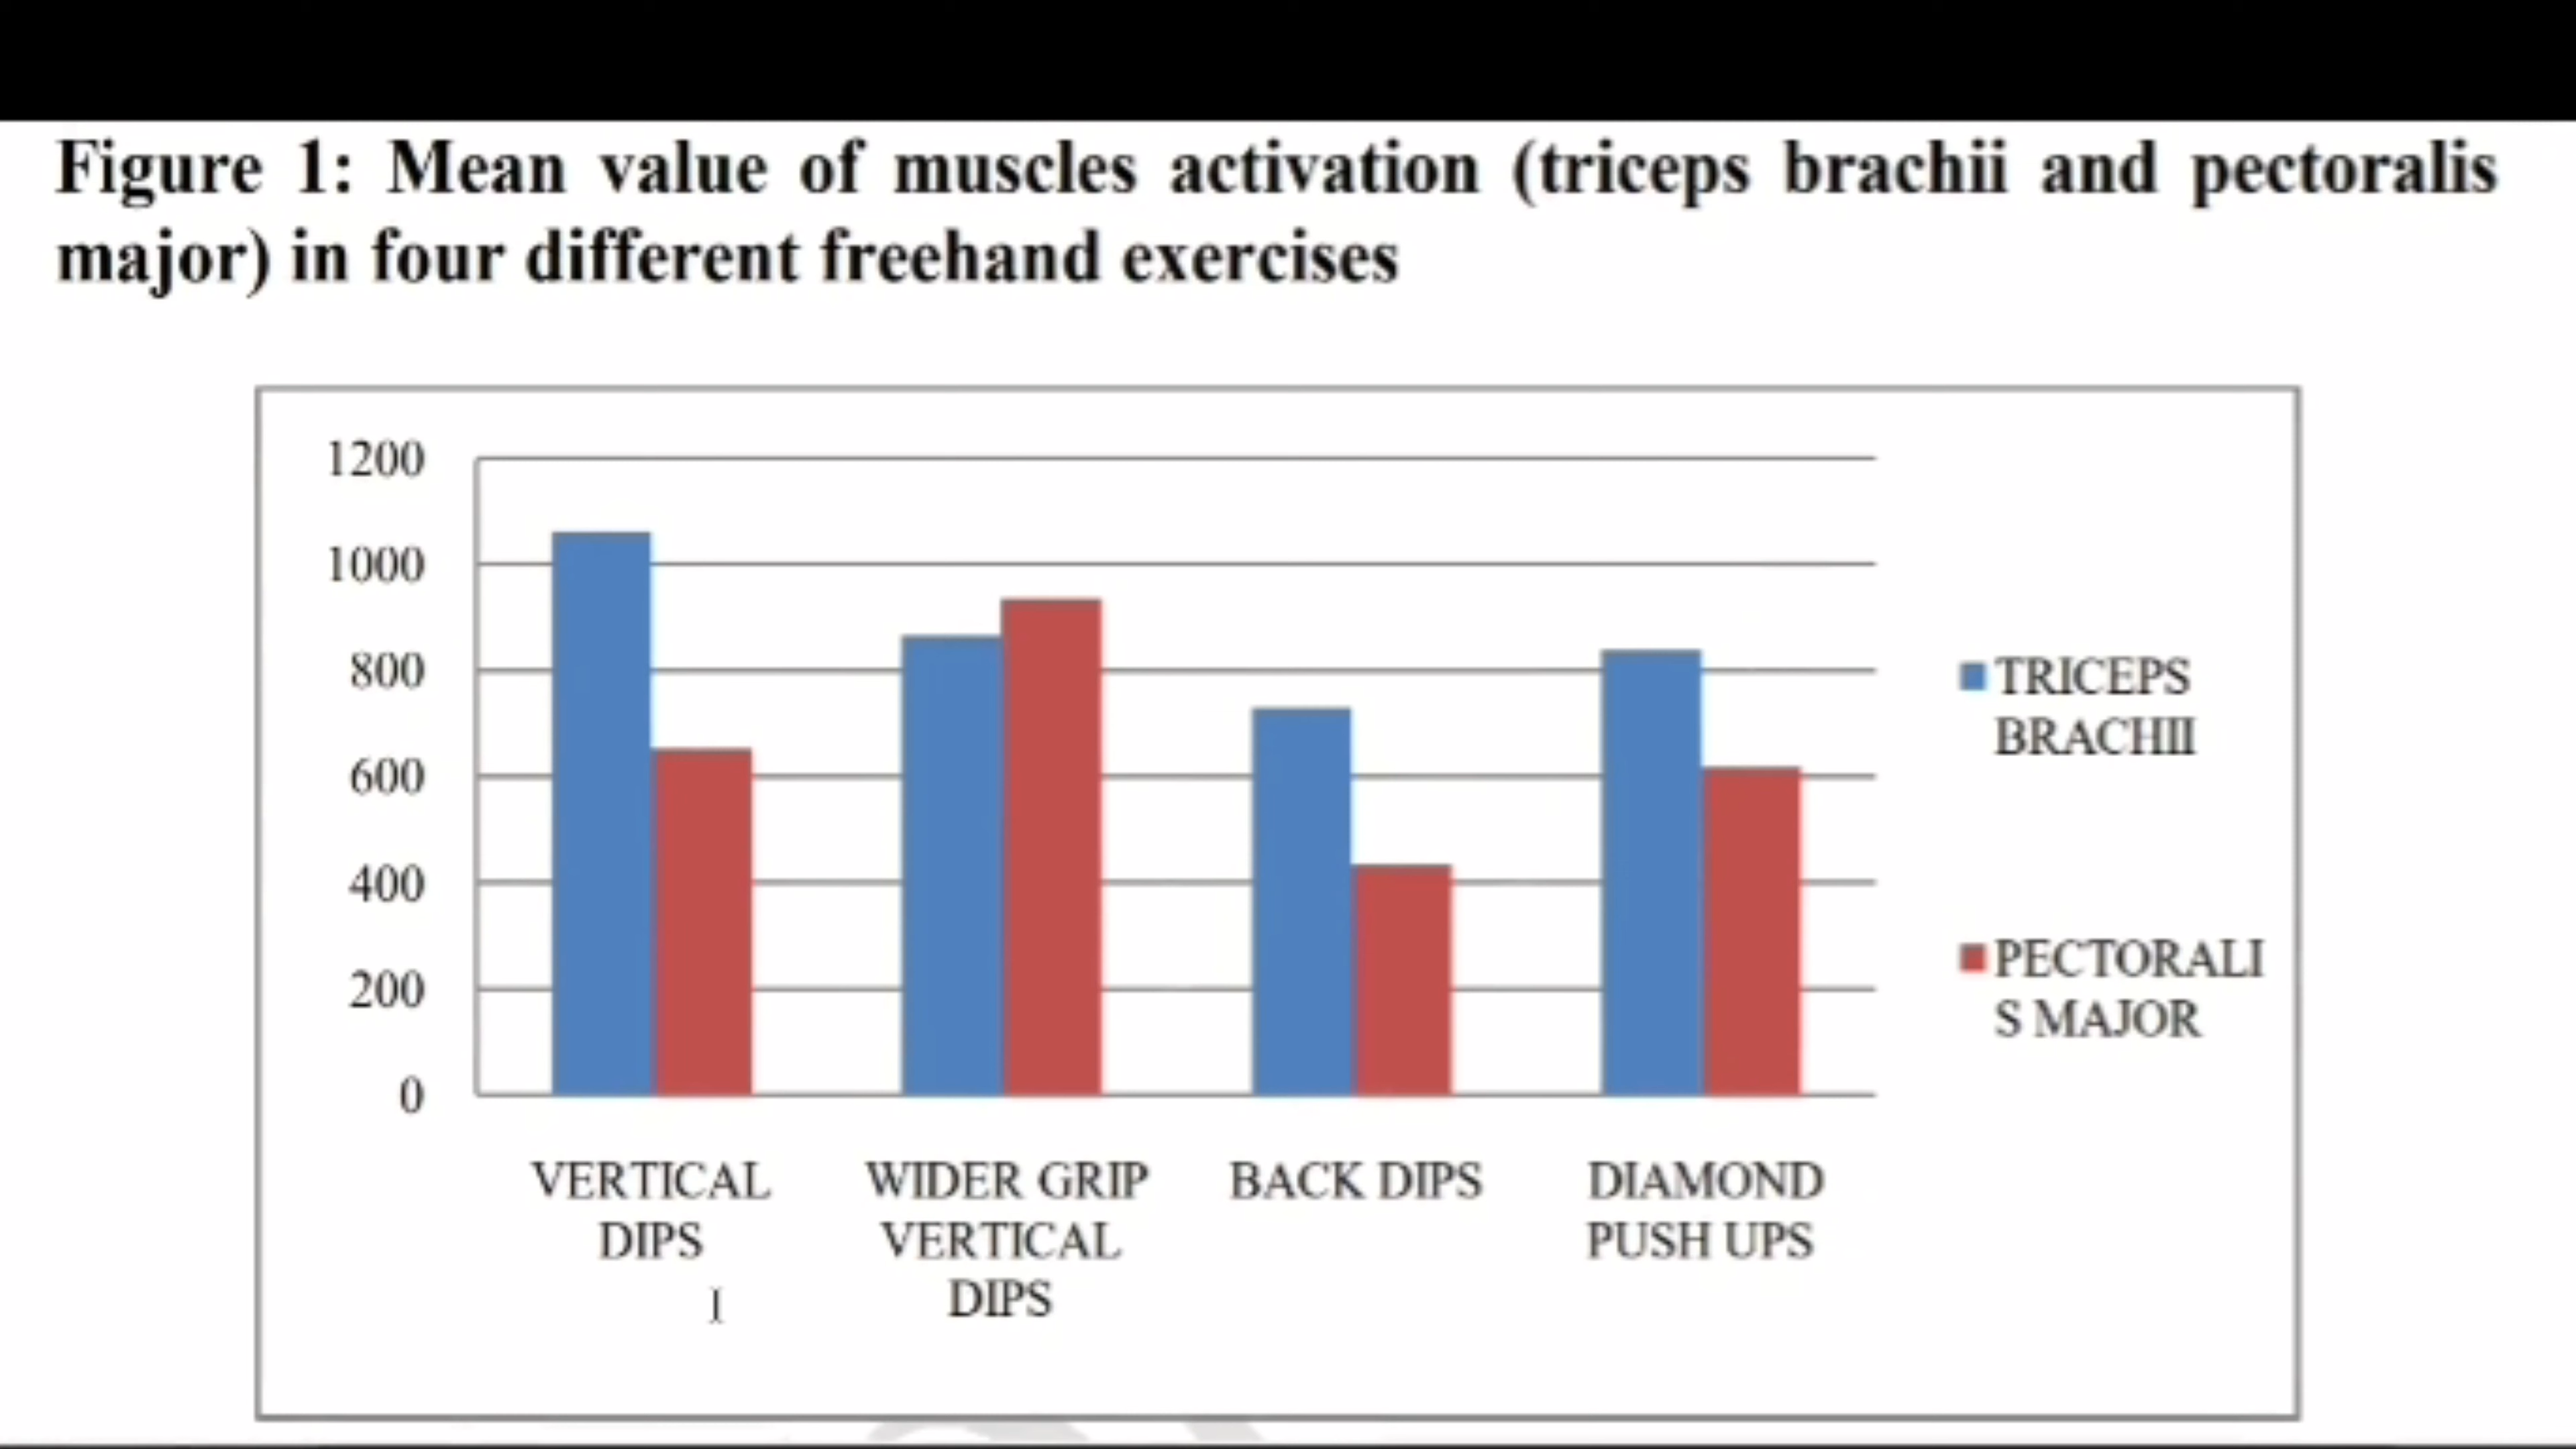 Figure 1: Mean value of muscles activation (triceps brachii and pectoralis
major) in four different freehand exercises
1200
1000
800
600
400
200
0
VERTICAL
DIPS
WIDER GRIP
VERTICAL
DIPS
BACK DIPS
DIAMOND
PUSH UPS
TRICEPS
BRACHII
PECTORALI
S MAJOR